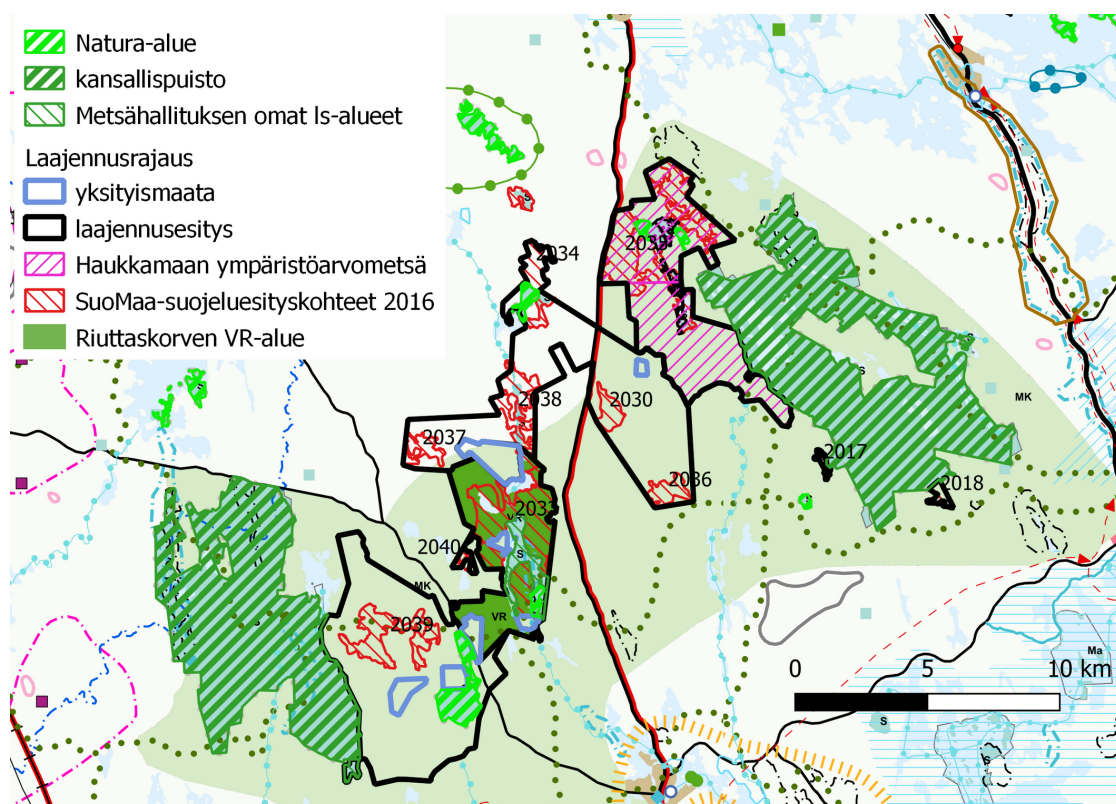 Natura-alue
kansallispuisto
Metsähallituksen omat ls-alueet
Laajennusrajaus
yksityismaata
laajennusesitys
Haukkamaan ympäristöarvometsä
SuoMaa-suojeluesityskohteet 2016
Riuttaskorven VR-alue
S
2034
2035
S
S
S
2038
2030
S
MK
2037
2017
2036
2018
2033
S
2040
S
MK
VR
2039
Ma
0 5 10 km
S
S